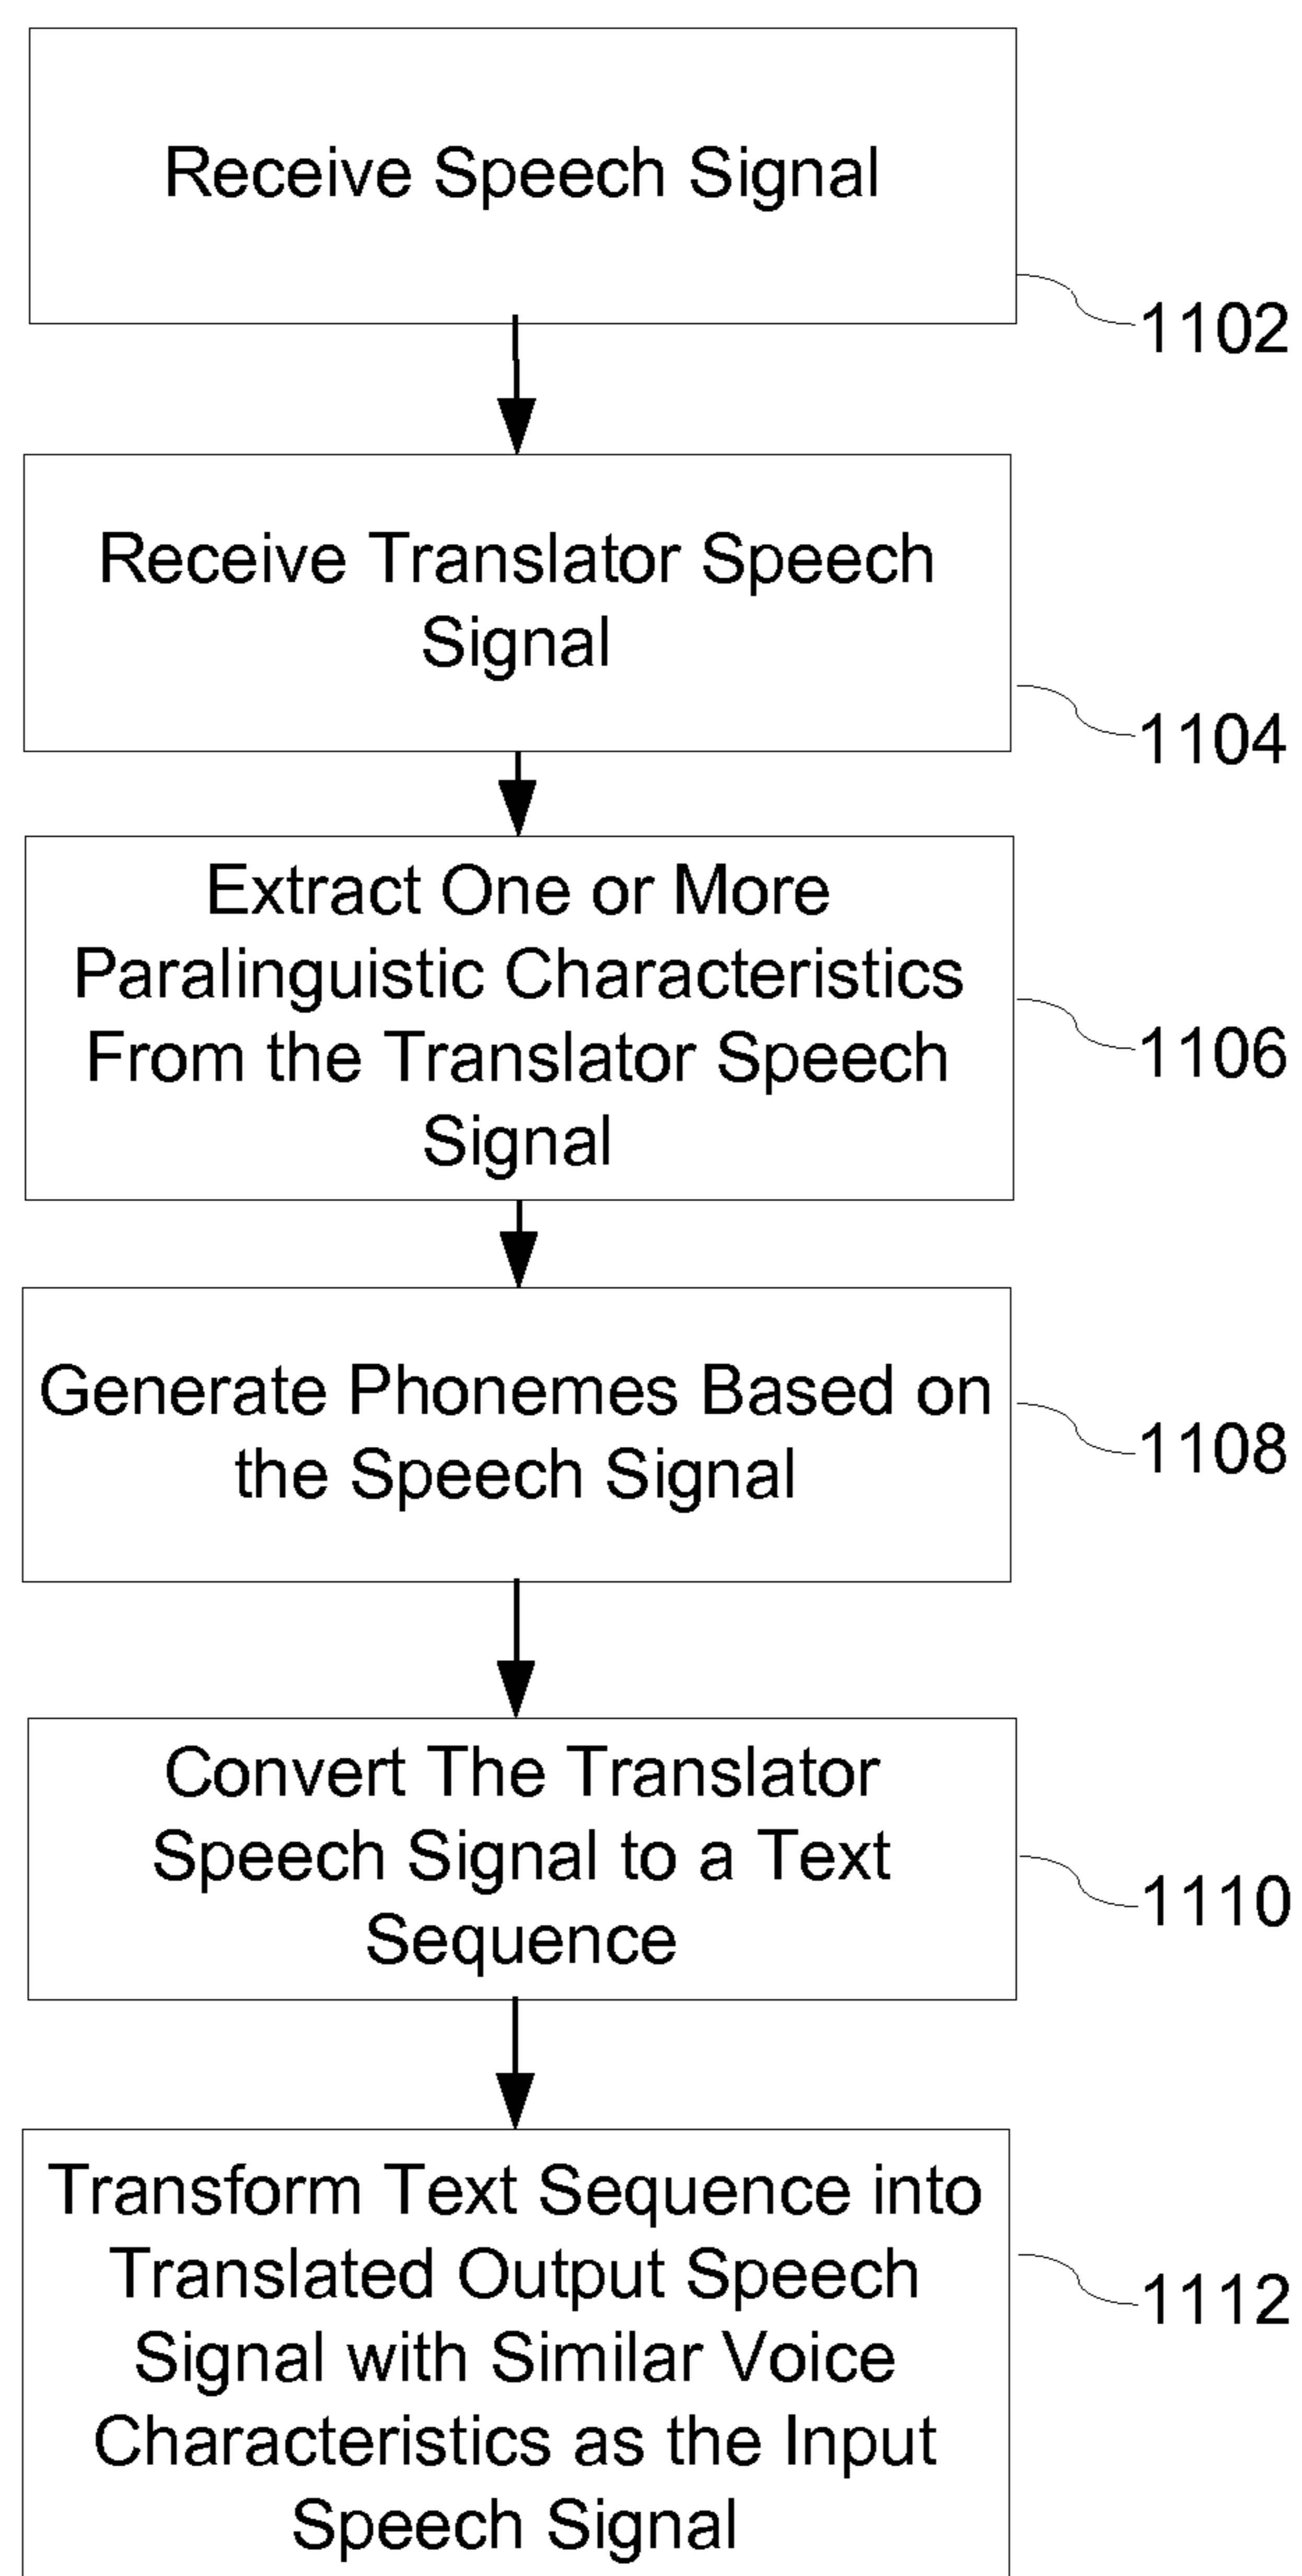 Receive Speech Signal
1102
Receive Translator Speech
Signal
1104
Extract One or More
Paralinguistic Characteristics
From the Translator Speech
Signal
1106
Generate Phonemes Based on
the Speech Signal
1108
Convert The Translator
Speech Signal to a Text
Sequence
1110
Transform Text Sequence into
Translated Output Speech
Signal with Similar Voice
Characteristics as the Input
Speech Signal
1112